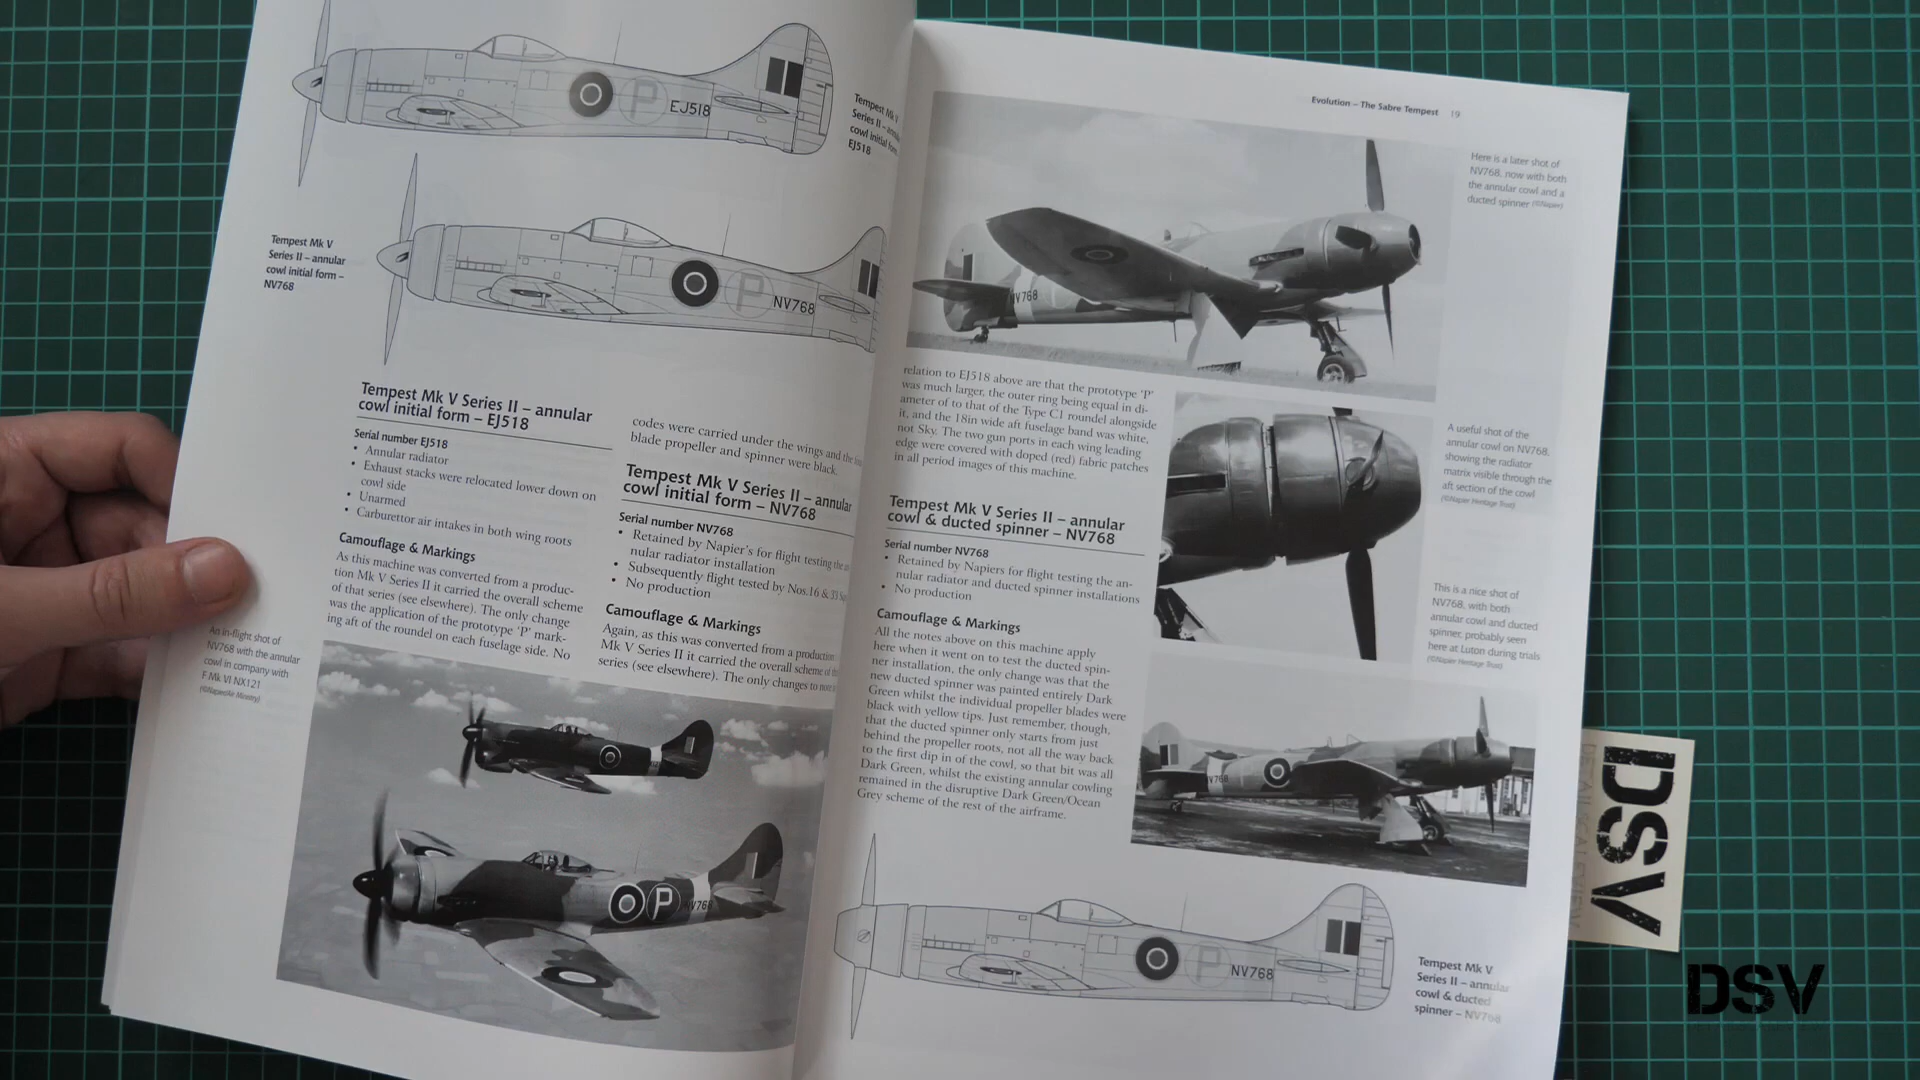 EJ518
Tempest Mk V
Series II –
cowl initial form
EJ518
Tempest Mk V
Series II – annular
cowl initial form –
NV768
NV768
Tempest Mk V Series II – annular
cowl initial form – EJ518
Serial number EJ518
• Annular radiator
• Exhaust stacks were relocated lower down on
cowl side
• Unarmed
• Carburettor air intakes in both wing roots
Camouflage & Markings
As this machine was converted from a produc-
tion Mk V Series II it carried the overall scheme
of that series (see elsewhere). The only change
was the application of the prototype 'P' mark-
ing aft of the roundel on each fuselage side. No
An in-flight shot of
NV768 with the annular
cowl in company with
F Mk VI NX121
codes were carried under the wings and the
blade propeller and spinner were black.
Tempest Mk V Series II – annular
cowl initial form – NV768
Serial number NV768
• Retained by Napier's for flight testing the an-
nular radiator installation
• Subsequently flight tested by Nos.16 & 33
• No production
Camouflage & Markings
Again, as this was converted from a production
Mk V Series II it carried the overall scheme of
series (see elsewhere). The only changes to note
P
NV768
Evolution – The Sabre Tempest 19
NV768
Here is a later shot of
NV768, now with both
the annular cowl and a
ducted spinner (©Napier)
relation to EJ518 above are that the prototype 'P'
was much larger, the outer ring being equal in di-
ameter of to that of the Type C1 roundel alongside
it, and the 18in wide aft fuselage band was white,
not Sky. The two gun ports in each wing leading
edge were covered with doped (red) fabric patches
in all period images of this machine.
Tempest Mk V Series II – annular
cowl & ducted spinner – NV768
Serial number NV768
• Retained by Napiers for flight testing the an-
nular radiator and ducted spinner installations
• No production
Camouflage & Markings
All the notes above on this machine apply
here when it went on to test the ducted spin-
ner installation, the only change was that the
new ducted spinner was painted entirely Dark
Green whilst the individual propeller blades were
black with yellow tips. Just remember, though,
that the ducted spinner only starts from just
behind the propeller roots, not all the way back
to the first dip in of the cowl, so that bit was all
Dark Green, whilst the existing annular cowling
remained in the disruptive Dark Green/Ocean
Grey scheme of the rest of the airframe.
A useful shot of the
annular cowl on NV768,
showing the radiator
matrix visible through the
aft section of the cowl
(©Napier Heritage Trust)
This is a nice shot of
NV768, with both
annular cowl and ducted
spinner, probably seen
here at Luton during trials
(©Napier Heritage Trust)
NV768
NV768
Tempest Mk V
Series II – annular
cowl & ducted
spinner – NV768
DSV
DSV